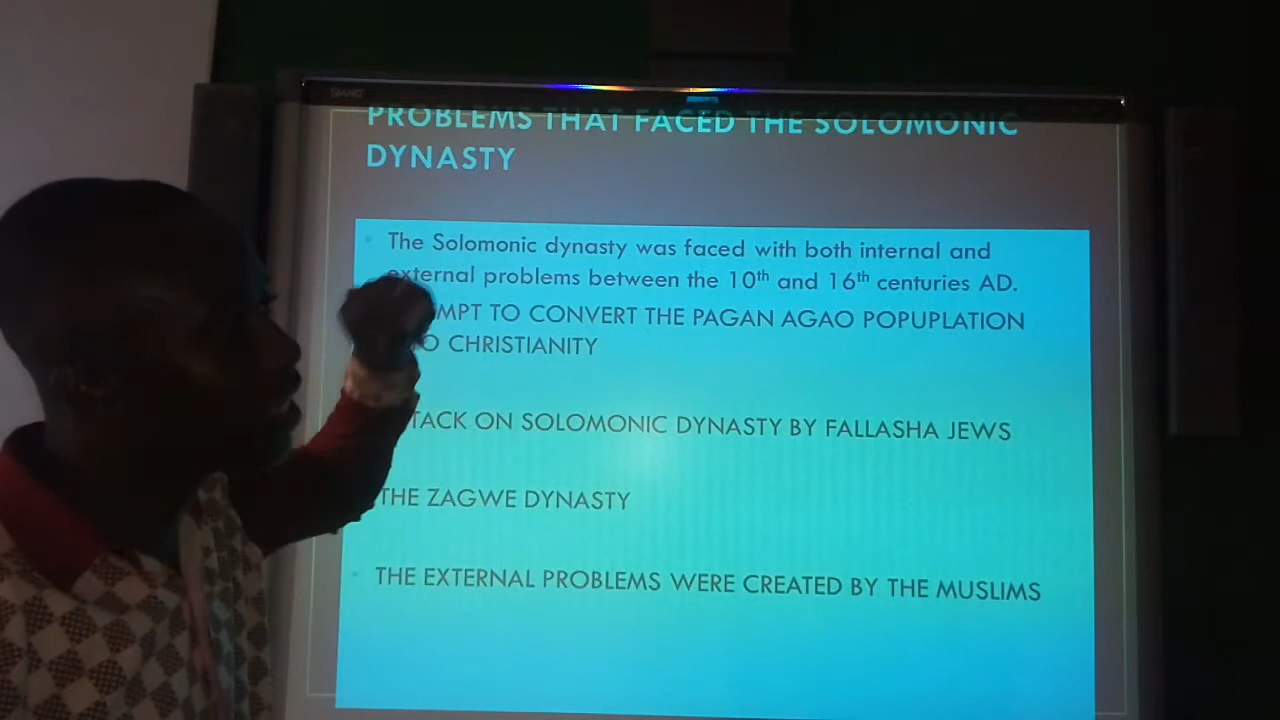 SMART
PROBLEMS THAT FACED THE SOLOMONIC
DYNASTY
The Solomonic dynasty was faced with both internal and
external problems between the 10th and 16th centuries AD.
MPT TO CONVERT THE PAGAN AGAO POPUPLATION
O CHRISTIANITY
TACK ON SOLOMONIC DYNASTY BY FALLASHA JEWS
THE ZAGWE DYNASTY
THE EXTERNAL PROBLEMS WERE CREATED BY THE MUSLIMS